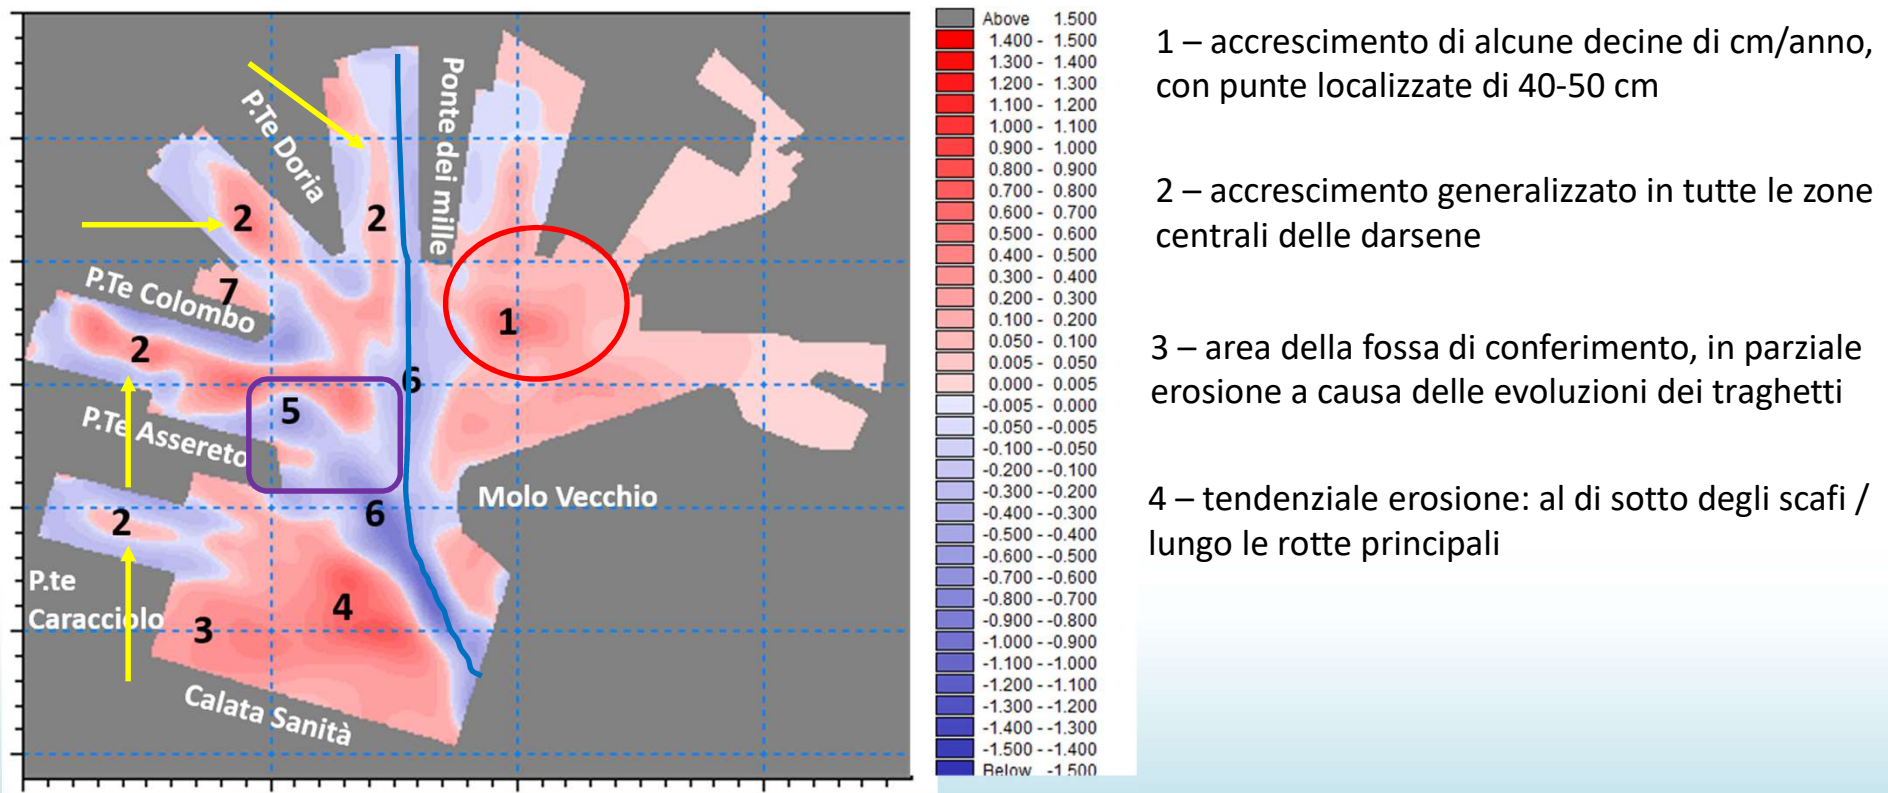 P.Te Doria
Ponte dei mille
2
2
7
P.Te Colombo
1
2
6
5
P.Te Assereto
Molo Vecchio
6
2
P.te
Caracciolo
4
3
Calata Sanità
Above 1.500
1.400 - 1.500
1.300 - 1.400
1.200 - 1.300
1.100 - 1.200
1.000 - 1.100
0.900 - 1.000
0.800 - 0.900
0.700 - 0.800
0.600 - 0.700
0.500 - 0.600
0.400 - 0.500
0.300 - 0.400
0.200 - 0.300
0.100 - 0.200
0.050 - 0.100
0.005 - 0.050
0.000 - 0.005
-0.005 - 0.000
-0.050 - -0.005
-0.100 - -0.050
-0.200 - -0.100
-0.300 - -0.200
-0.400 - -0.300
-0.500 - -0.400
-0.600 - -0.500
-0.700 - -0.600
-0.800 - -0.700
-0.900 - -0.800
-1.000 - -0.900
-1.100 - -1.000
-1.200 - -1.100
-1.300 - -1.200
-1.400 - -1.300
-1.500 - -1.400
Below -1.500
1 – accrescimento di alcune decine di cm/anno,
con punte localizzate di 40-50 cm
2 – accrescimento generalizzato in tutte le zone
centrali delle darsene
3 – area della fossa di conferimento, in parziale
erosione a causa delle evoluzioni dei traghetti
4 – tendenziale erosione: al di sotto degli scafi /
lungo le rotte principali